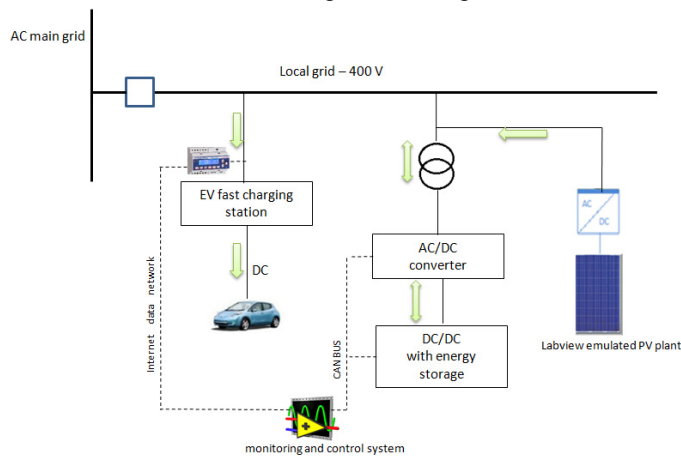 AC main grid
Local grid – 400 V
EV fast charging
station
DC
AC/DC
converter
DC/DC
with energy
storage
AC
DC
Labview emulated PV plant
Internet data network
CAN BUS
monitoring and control system